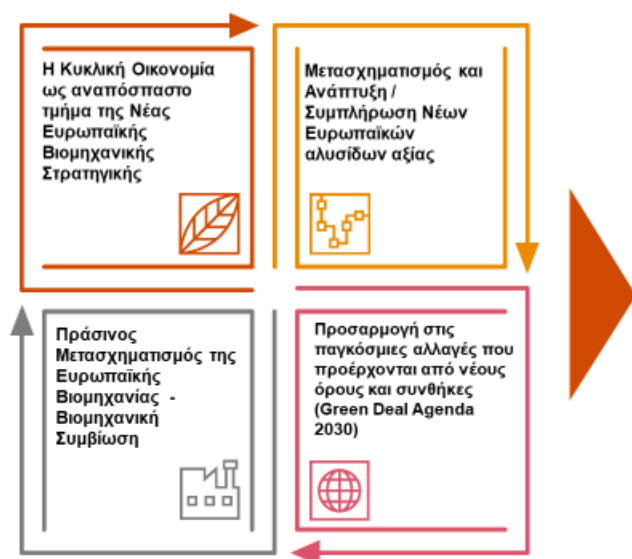 Η Κυκλική Οικονομία
ως αναπόσπαστο
τμήμα της Νέας
Ευρωπαϊκής
Βιομηχανικής
Στρατηγικής
Μετασχηματισμός και
Ανάπτυξη /
Συμπλήρωση Νέων
Ευρωπαϊκών
αλυσίδων αξίας
Πράσινος
Μετασχηματισμός της
Ευρωπαϊκής
Βιομηχανίας -
Βιομηχανική
Συμβίωση
Προσαρμογή στις
παγκόσμιες αλλαγές που
προέρχονται από νέους
όρους και συνθήκες
(Green Deal Agenda
2030)